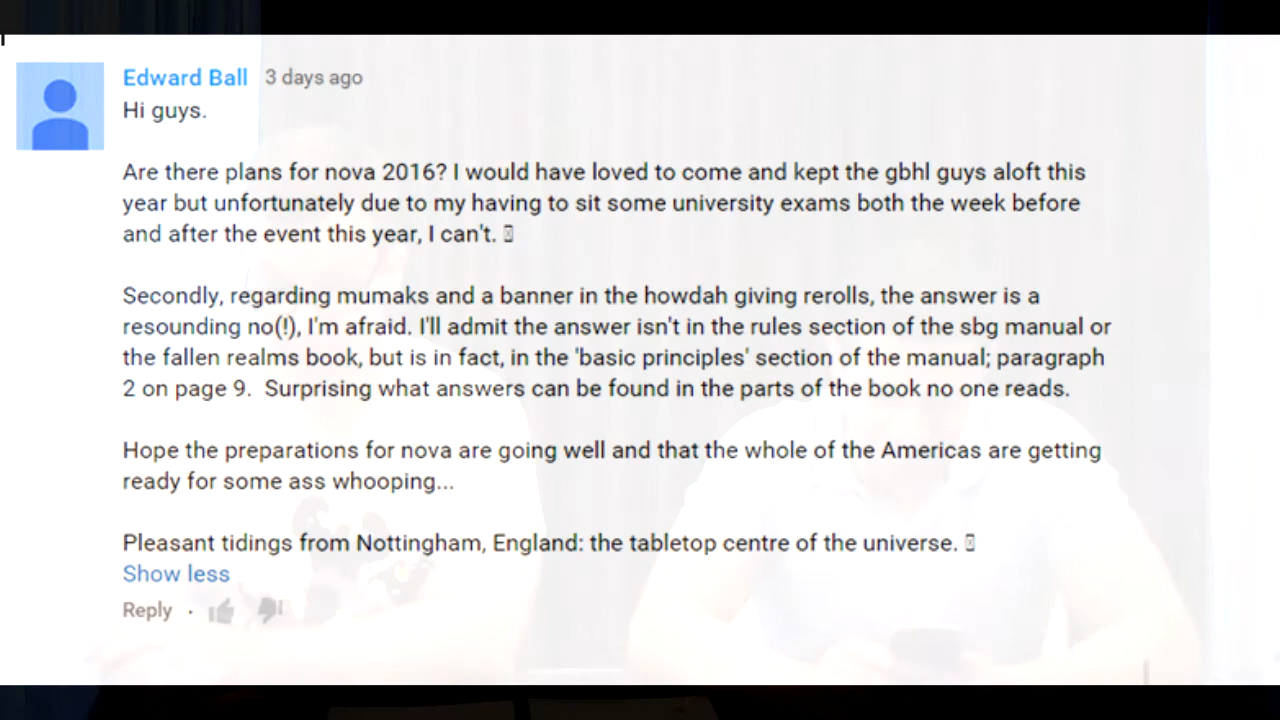 Edward Ball 3 days ago
Hi guys.
Are there plans for nova 2016? I would have loved to come and kept the gbhl guys aloft this
year but unfortunately due to my having to sit some university exams both the week before
and after the event this year, I can't.
Secondly, regarding mumaks and a banner in the howdah giving rerolls, the answer is a
resounding no(!), I'm afraid. I'll admit the answer isn't in the rules section of the sbg manual or
the fallen realms book, but is in fact, in the 'basic principles' section of the manual; paragraph
2 on page 9. Surprising what answers can be found in the parts of the book no one reads.
Hope the preparations for nova are going well and that the whole of the Americas are getting
ready for some ass whooping...
Pleasant tidings from Nottingham, England: the tabletop centre of the universe.
Show less
Reply ·